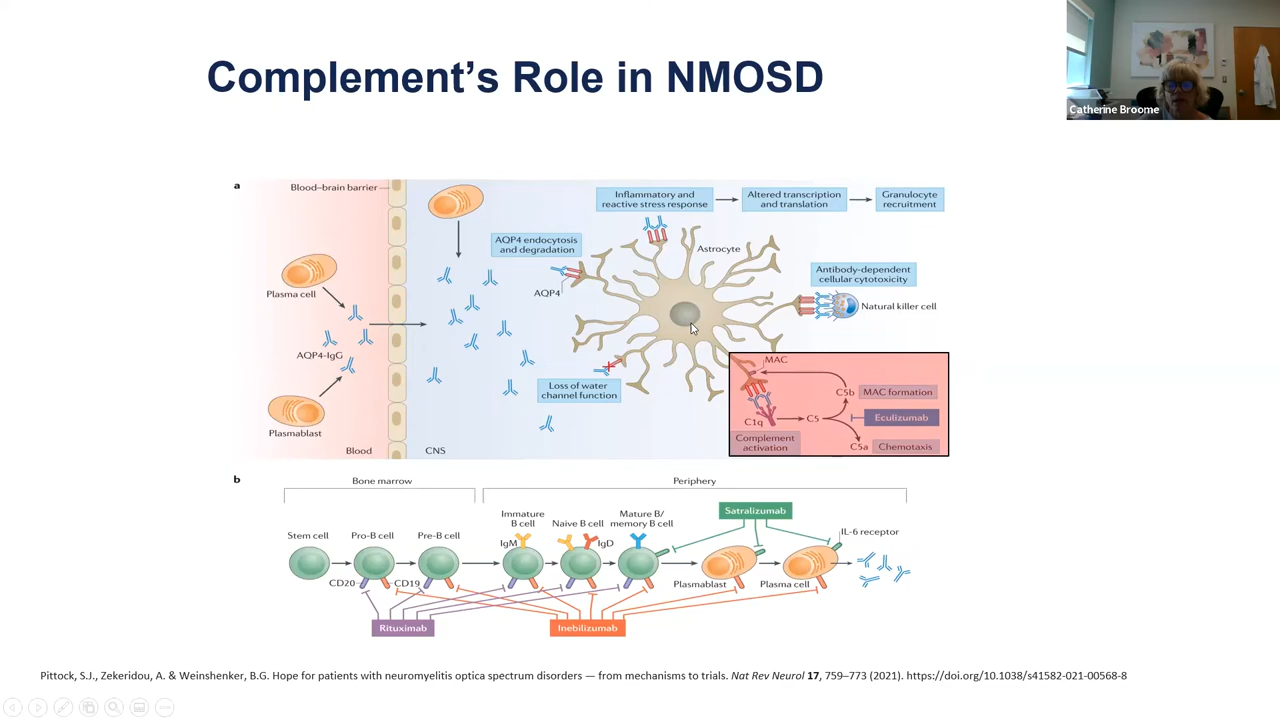 Complement’s Role in NMOSD
Catherine Broome
a
Blood–brain barrier
Plasma cell
AQP4-IgG
Plasmablast
Blood
CNS
AQP4 endocytosis
and degradation
AQP4
Inflammatory and
reactive stress response
Altered transcription
and translation
Granulocyte
recruitment
Astrocyte
Antibody-dependent
cellular cytotoxicity
Natural killer cell
Loss of water
channel function
MAC
C5b
MAC formation
C1q
C5
Eculizumab
Complement
activation
C5a
Chemotaxis
b
Bone marrow
Periphery
Stem cell
Pro-B cell
Pre-B cell
Immature
B cell
Naive B cell
Mature B/
memory B cell
Satralizumab
IL-6 receptor
IgM
IgD
CD20
CD19
Plasmablast
Plasma cell
Rituximab
Inebilizumab
Pittock, S.J., Zekeridou, A. & Weinshenker, B.G. Hope for patients with neuromyelitis optica spectrum disorders — from mechanisms to trials. Nat Rev Neurol 17, 759–773 (2021). https://doi.org/10.1038/s41582-021-00568-8